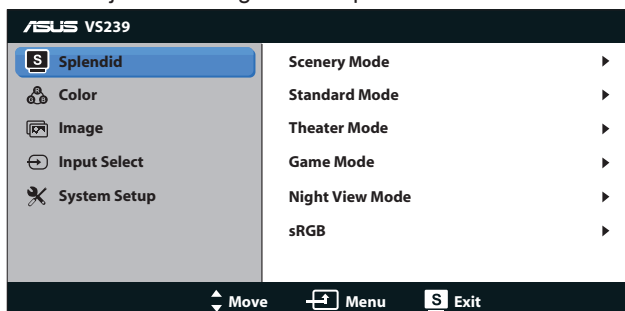 ASUS VS239
S Splendid
Color
Image
Input Select
System Setup
Scenery Mode
Standard Mode
Theater Mode
Game Mode
Night View Mode
sRGB
Move Menu S Exit